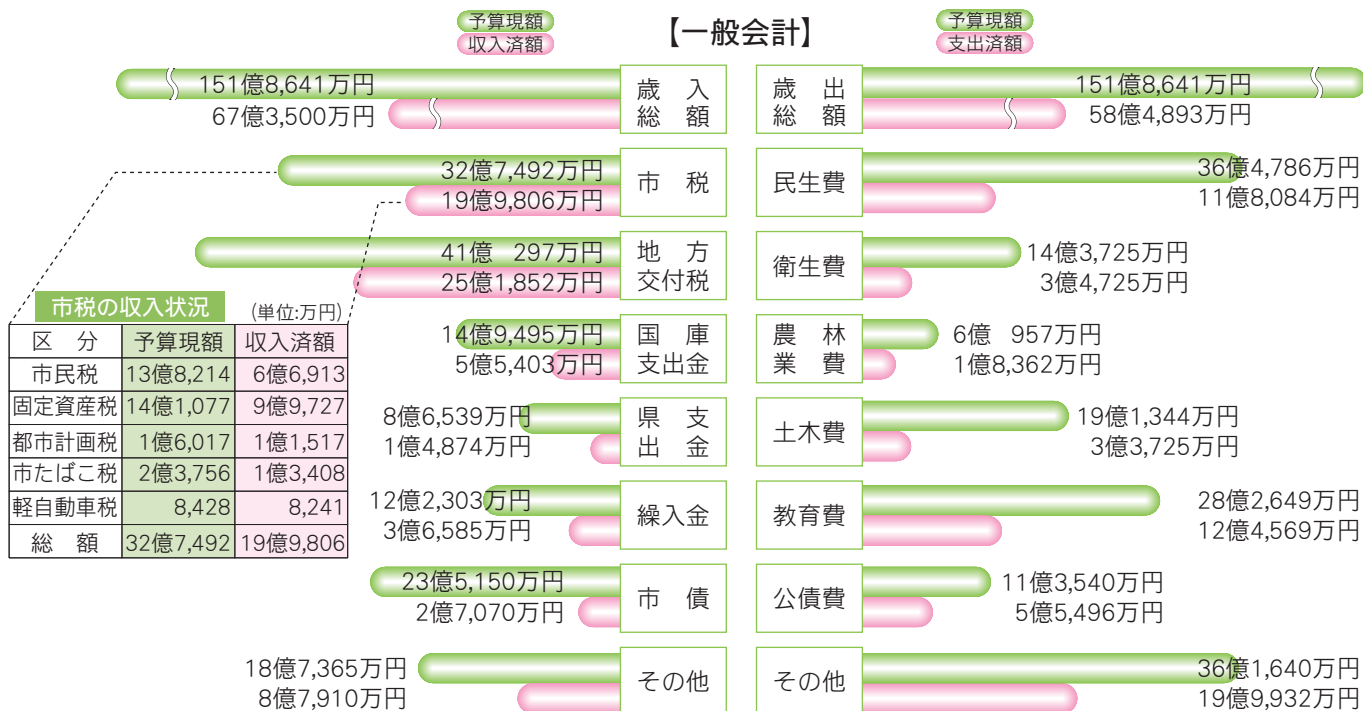 【一般会計】
予算現額
収入済額
予算現額
支出済額
歳入総額
151億8,641万円
67億3,500万円
市税
32億7,492万円
19億9,806万円
地方交付税
41億 297万円
25億1,852万円
国庫支出金
14億9,495万円
5億5,403万円
県支出金
8億6,539万円
1億4,874万円
繰入金
12億2,303万円
3億6,585万円
市債
23億5,150万円
2億7,070万円
その他
18億7,365万円
8億7,910万円
歳出総額
151億8,641万円
58億4,893万円
民生費
36億4,786万円
11億8,084万円
衛生費
14億3,725万円
3億4,725万円
農林業費
6億 957万円
1億8,362万円
土木費
19億1,344万円
3億3,725万円
教育費
28億2,649万円
12億4,569万円
公債費
11億3,540万円
5億5,496万円
その他
36億1,640万円
19億9,932万円
市税の収入状況 (単位:万円)
区分 予算現額 収入済額
市民税 13億8,214 6億6,913
固定資産税 14億1,077 9億9,727
都市計画税 1億6,017 1億1,517
市たばこ税 2億3,756 1億3,408
軽自動車税 8,428 8,241
総額 32億7,492 19億9,806